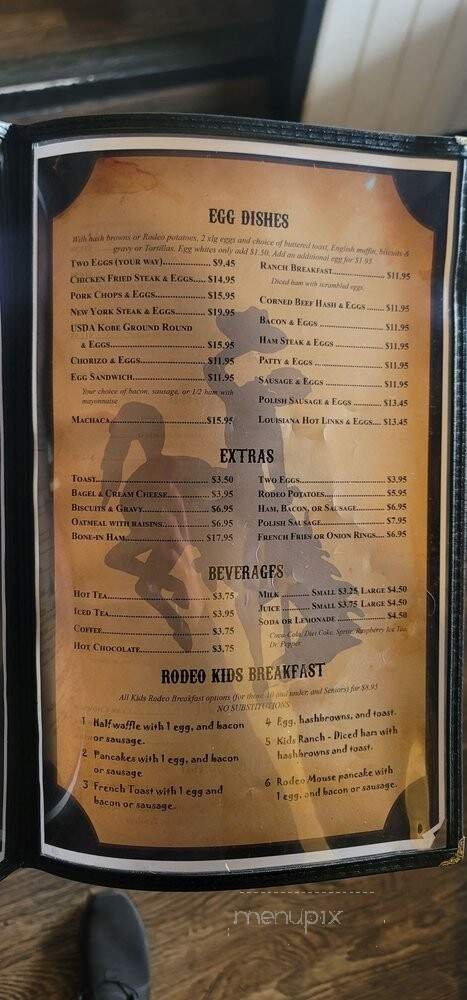 EGG DISHES
With hash browns or Rodeo potatoes, 2 xlg eggs and choice of buttered toast, English muffin, biscuits &
gravy or Tortillas. Egg whites only add $1.50. Add an additional egg for $1.95
TWO EGGS (YOUR WAY) $9.45
CHICKEN FRIED STEAK & EGGS $14.95
PORK CHOPS & EGGS $15.95
NEW YORK STEAK & EGGS $19.95
USDA KOBE GROUND ROUND
& EGGS $15.95
CHORIZO & EGGS $11.95
EGG SANDWICH $11.95
Your choice of bacon, sausage, or 1/2 ham with
mayonnaise
MACHACA $15.95
RANCH BREAKFAST $11.95
Diced ham with scrambled eggs.
CORNED BEEF HASH & EGGS $11.95
BACON & EGGS $11.95
HAM STEAK & EGGS $11.95
PATTY & EGGS $11.95
SAUSAGE & EGGS $11.95
POLISH SAUSAGE & EGGS $13.45
LOUISIANA HOT LINKS & EGGS $13.45
EXTRAS
TOAST $3.50
BAGEL & CREAM CHEESE $3.95
BISCUITS & GRAVY $6.95
OATMEAL WITH RAISINS $6.95
BONE-IN HAM $17.95
TWO EGGS $3.95
RODEO POTATOES $5.95
HAM, BACON, OR SAUSAGE $6.95
POLISH SAUSAGE $7.95
FRENCH FRIES OR ONION RINGS $6.95
BEVERAGES
HOT TEA $3.75
ICED TEA $3.95
COFFEE $3.75
HOT CHOCOLATE $3.75
MILK SMALL $3.25 LARGE $4.50
JUICE SMALL $3.75 LARGE $4.50
SODA OR LEMONADE $4.50
Coca-Cola, Diet Coke, Sprite, Raspberry Ice Tea,
Dr. Pepper
RODEO KIDS BREAKFAST
All Kids Rodeo Breakfast options (for those 10 and under, and Seniors) for $8.95
NO SUBSTITUTIONS
1 Half waffle with 1 egg, and bacon
or sausage.
2 Pancakes with 1 egg, and bacon
or sausage
3 French Toast with 1 egg and
bacon or sausage.
4 Egg, hashbrowns, and toast.
5 Kids Ranch - Diced ham with
hashbrowns and toast.
6 Rodeo Mouse pancake with
1 egg, and bacon or sausage.
menupix